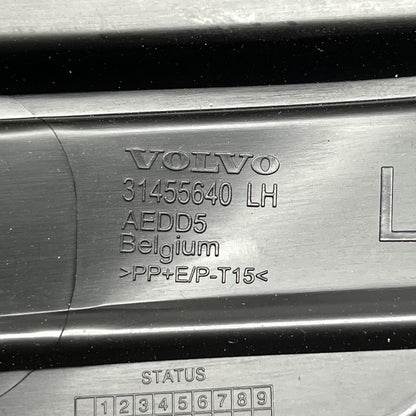 VOLVO
31455640 LH
AEDD5
Belgium
>PP+E/P-T15<
L
STATUS
1 2 3 4 5 6 7 8 9